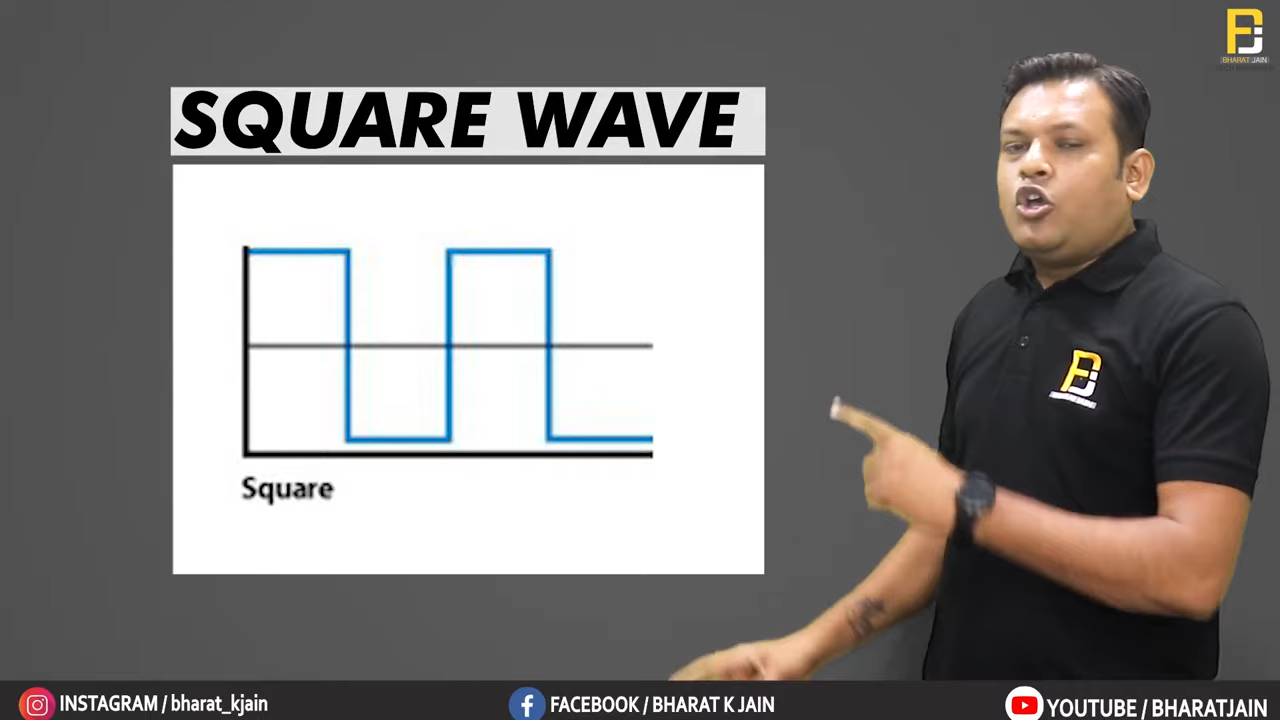 BHARAT JAIN
SQUARE WAVE
Square
INSTAGRAM / bharat_kjain
FACEBOOK / BHARAT K JAIN
YOUTUBE / BHARATJAIN